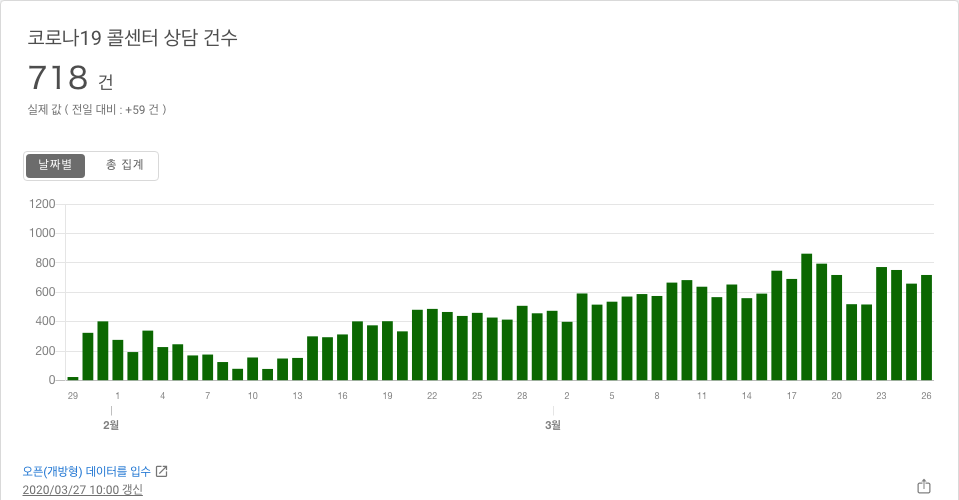 코로나19 콜센터 상담 건수
718 건
실제 값 ( 전일 대비 : +59 건 )
날짜별 총 집계
1200
1000
800
600
400
200
0
29 1 4 7 10 13 16 19 22 25 28 2 5 8 11 14 17 20 23 26
2월 3월
오픈(개방형) 데이터를 입수
2020/03/27 10:00 갱신